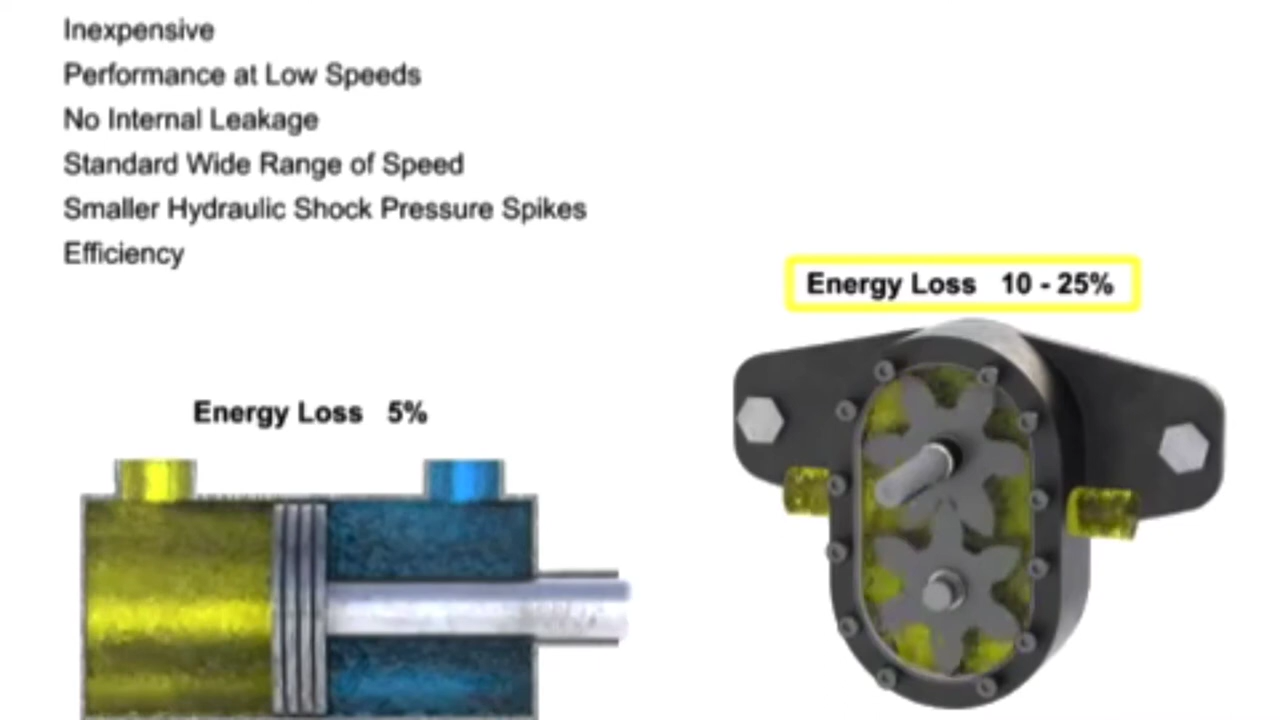 Inexpensive
Performance at Low Speeds
No Internal Leakage
Standard Wide Range of Speed
Smaller Hydraulic Shock Pressure Spikes
Efficiency
Energy Loss 10 - 25%
Energy Loss 5%